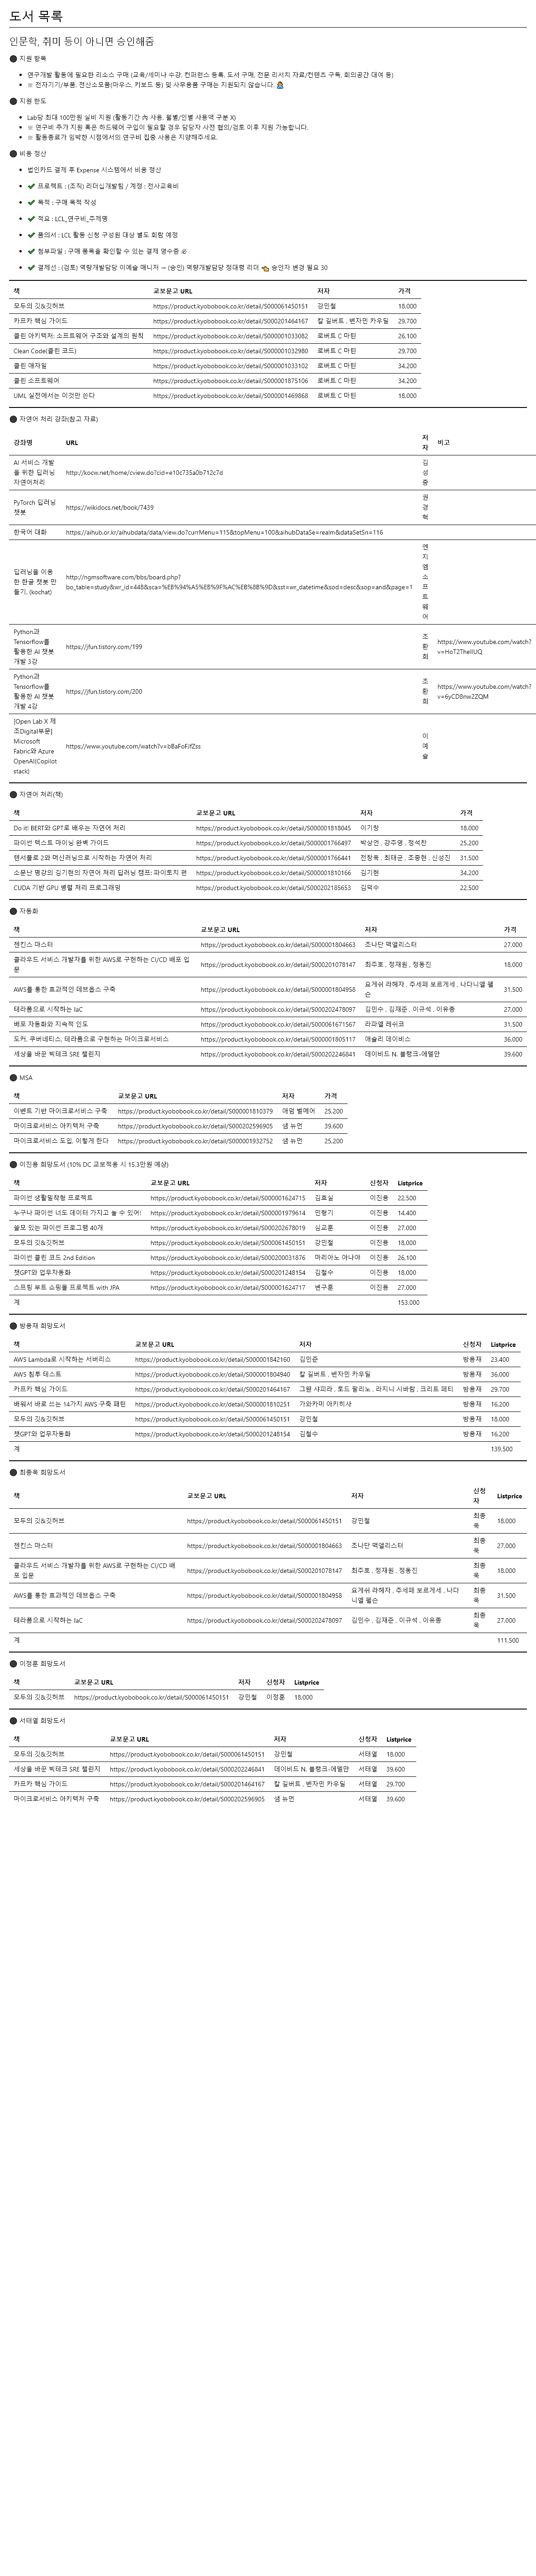 도서 목록
인문학, 취미 등이 아니면 승인해줌
지원 항목
연구개발 활동에 필요한 리소스 구매 (교육/세미나 수강, 컨퍼런스 등록, 도서 구매, 전문 리서치 자료/컨텐츠 구독, 회의공간 대여 등)
※ 전자기기/부품, 전산소모품(마우스, 키보드 등) 및 사무용품 구매는 지원되지 않습니다.
지원 한도
Lab당 최대 100만원 실비 지원 (활동기간 內 사용, 월별/인별 사용액 구분 X)
※ 연구비 추가 지원 혹은 하드웨어 구입이 필요할 경우 담당자 사전 협의/검토 이후 지원 가능합니다.
※ 활동종료가 임박한 시점에서의 연구비 집중 사용은 지양해주세요.
비용 정산
법인카드 결제 후 Expense 시스템에서 비용 정산
프로젝트 : (조직) 리더십개발팀 / 계정 : 전사교육비
목적 : 구매 목적 작성
적요 : LCL_연구비_주제명
품의서 : LCL 활동 신청 구성원 대상 별도 회람 예정
첨부파일 : 구매 품목을 확인할 수 있는 결제 영수증
결제선 : (검토) 역량개발담당 이예슬 매니저 → (승인) 역량개발담당 정대령 리더 승인자 변경 필요 30
책 교보문고 URL 저자 가격
모두의 깃&깃허브 https://product.kyobobook.co.kr/detail/S000061450151 강민철 18,000
카프카 핵심 가이드 https://product.kyobobook.co.kr/detail/S000201464167 칼 길버트 , 벤자민 카우딜 29,700
클린 아키텍처: 소프트웨어 구조와 설계의 원칙 https://product.kyobobook.co.kr/detail/S000001033082 로버트 C 마틴 26,100
Clean Code(클린 코드) https://product.kyobobook.co.kr/detail/S000001032980 로버트 C 마틴 29,700
클린 애자일 https://product.kyobobook.co.kr/detail/S000001033102 로버트 C 마틴 34,200
클린 소프트웨어 https://product.kyobobook.co.kr/detail/S000001875106 로버트 C 마틴 34,200
UML 실전에서는 이것만 쓴다 https://product.kyobobook.co.kr/detail/S000001469868 로버트 C 마틴 18,000
자연어 처리 강좌(참고 자료)
강좌명 URL 저자 비고
AI 서비스 개발을 위한 딥러닝 자연어처리 http://kocw.net/home/cview.do?cid=e10c735a0b712c7d 김성중
PyTorch 딥러닝 챗봇 https://wikidocs.net/book/7439 원경혁
한국어 대화 https://aihub.or.kr/aihubdata/data/view.do?currMenu=115&topMenu=100&aihubDataSe=realm&dataSetSn=116
딥러닝을 이용한 한글 챗봇 만들기, (kochat) http://ngmsoftware.com/bbs/board.php?bo_table=study&wr_id=448&sca=%EB%94%A5%EB%9F%AC%EB%8B%9D&sst=wr_datetime&sod=desc&sop=and&page=1 엔지엠소프트웨어
Python과 Tensorflow를 활용한 AI 챗봇 개발 3강 https://jfun.tistory.com/199 조환희 https://www.youtube.com/watch?v=HoT2TheIIUQ
Python과 Tensorflow를 활용한 AI 챗봇 개발 4강 https://jfun.tistory.com/200 조환희 https://www.youtube.com/watch?v=6yCD8nw2ZQM
[Open Lab X 제조Digital부문] Microsoft Fabric와 Azure OpenAI(Copilot stack) https://www.youtube.com/watch?v=bBaFoFJfZss 이예슬
자연어 처리(책)
책 교보문고 URL 저자 가격
Do it! BERT와 GPT로 배우는 자연어 처리 https://product.kyobobook.co.kr/detail/S000001818045 이기창 18,000
파이썬 텍스트 마이닝 완벽 가이드 https://product.kyobobook.co.kr/detail/S000001766497 박상언 , 강주영 , 정석찬 25,200
텐서플로 2와 머신러닝으로 시작하는 자연어 처리 https://product.kyobobook.co.kr/detail/S000001766441 전창욱 , 최태균 , 조중현 , 신성진 31,500
소문난 명강의 김기현의 자연어 처리 딥러닝 캠프: 파이토치 편 https://product.kyobobook.co.kr/detail/S000001810166 김기현 34,200
CUDA 기반 GPU 병렬 처리 프로그래밍 https://product.kyobobook.co.kr/detail/S000202185653 김덕수 22,500
자동화
책 교보문고 URL 저자 가격
젠킨스 마스터 https://product.kyobobook.co.kr/detail/S000001804663 조나단 맥앨리스터 27,000
클라우드 서비스 개발자를 위한 AWS로 구현하는 CI/CD 배포 입문 https://product.kyobobook.co.kr/detail/S000201078147 최주호 , 정재원 , 정동진 18,000
AWS를 통한 효과적인 데브옵스 구축 https://product.kyobobook.co.kr/detail/S000001804958 요게쉬 라헤자 , 주세페 보르게세 , 나다니엘 펠슨 31,500
테라폼으로 시작하는 IaC https://product.kyobobook.co.kr/detail/S000202478097 김민수 , 김재준 , 이규석 , 이유종 27,000
배포 자동화와 지속적 인도 https://product.kyobobook.co.kr/detail/S000061671567 라파엘 레쉬코 31,500
도커, 쿠버네티스, 테라폼으로 구현하는 마이크로서비스 https://product.kyobobook.co.kr/detail/S000001805117 애슐리 데이비스 36,000
세상을 바꾼 빅테크 SRE 챌린지 https://product.kyobobook.co.kr/detail/S000202246841 데이비드 N. 블랭크-에델만 39,600
MSA
책 교보문고 URL 저자 가격
이벤트 기반 마이크로서비스 구축 https://product.kyobobook.co.kr/detail/S000001810379 애덤 벨메어 25,200
마이크로서비스 아키텍처 구축 https://product.kyobobook.co.kr/detail/S000202596905 샘 뉴먼 39,600
마이크로서비스 도입, 이렇게 한다 https://product.kyobobook.co.kr/detail/S000001932752 샘 뉴먼 25,200
이진용 희망도서 (10% DC 교보적용 시 15.3만원 예상)
책 교보문고 URL 저자 신청자 Listprice
파이썬 생활밀착형 프로젝트 https://product.kyobobook.co.kr/detail/S000001624715 김효실 이진용 22,500
누구나 파이썬 너도 데이터 가지고 놀 수 있어! https://product.kyobobook.co.kr/detail/S000001979614 민형기 이진용 14,400
쓸모 있는 파이썬 프로그램 40개 https://product.kyobobook.co.kr/detail/S000202678019 심교훈 이진용 27,000
모두의 깃&깃허브 https://product.kyobobook.co.kr/detail/S000061450151 강민철 이진용 18,000
파이썬 클린 코드 2nd Edition https://product.kyobobook.co.kr/detail/S000200031876 마리아노 아나야 이진용 26,100
챗GPT와 업무자동화 https://product.kyobobook.co.kr/detail/S000201248154 김철수 이진용 18,000
스프링 부트 쇼핑몰 프로젝트 with JPA https://product.kyobobook.co.kr/detail/S000001624717 변구훈 이진용 27,000
계 153,000
방용재 희망도서
책 교보문고 URL 저자 신청자 Listprice
AWS Lambda로 시작하는 서버리스 https://product.kyobobook.co.kr/detail/S000001842160 김민준 방용재 23,400
AWS 침투 테스트 https://product.kyobobook.co.kr/detail/S000001804940 칼 길버트 , 벤자민 카우딜 방용재 36,000
카프카 핵심 가이드 https://product.kyobobook.co.kr/detail/S000201464167 그웬 샤피라 , 토드 팔리노 , 라지니 시바람 , 크리트 페티 방용재 29,700
배워서 바로 쓰는 14가지 AWS 구축 패턴 https://product.kyobobook.co.kr/detail/S000001810251 가와카미 아키히사 방용재 16,200
모두의 깃&깃허브 https://product.kyobobook.co.kr/detail/S000061450151 강민철 방용재 18,000
챗GPT와 업무자동화 https://product.kyobobook.co.kr/detail/S000201248154 김철수 방용재 16,200
계 139,500
최종욱 희망도서
책 교보문고 URL 저자 신청자 Listprice
모두의 깃&깃허브 https://product.kyobobook.co.kr/detail/S000061450151 강민철 최종욱 18,000
젠킨스 마스터 https://product.kyobobook.co.kr/detail/S000001804663 조나단 맥앨리스터 최종욱 27,000
클라우드 서비스 개발자를 위한 AWS로 구현하는 CI/CD 배포 입문 https://product.kyobobook.co.kr/detail/S000201078147 최주호 , 정재원 , 정동진 최종욱 18,000
AWS를 통한 효과적인 데브옵스 구축 https://product.kyobobook.co.kr/detail/S000001804958 요게쉬 라헤자 , 주세페 보르게세 , 나다니엘 펠슨 최종욱 31,500
테라폼으로 시작하는 IaC https://product.kyobobook.co.kr/detail/S000202478097 김민수 , 김재준 , 이규석 , 이유종 최종욱 27,000
계 111,500
이정훈 희망도서
책 교보문고 URL 저자 신청자 Listprice
모두의 깃&깃허브 https://product.kyobobook.co.kr/detail/S000061450151 강민철 이정훈 18,000
서태열 희망도서
책 교보문고 URL 저자 신청자 Listprice
모두의 깃&깃허브 https://product.kyobobook.co.kr/detail/S000061450151 강민철 서태열 18,000
세상을 바꾼 빅테크 SRE 챌린지 https://product.kyobobook.co.kr/detail/S000202246841 데이비드 N. 블랭크-에델만 서태열 39,600
카프카 핵심 가이드 https://product.kyobobook.co.kr/detail/S000201464167 칼 길버트 , 벤자민 카우딜 서태열 29,700
마이크로서비스 아키텍처 구축 https://product.kyobobook.co.kr/detail/S000202596905 샘 뉴먼 서태열 39,600